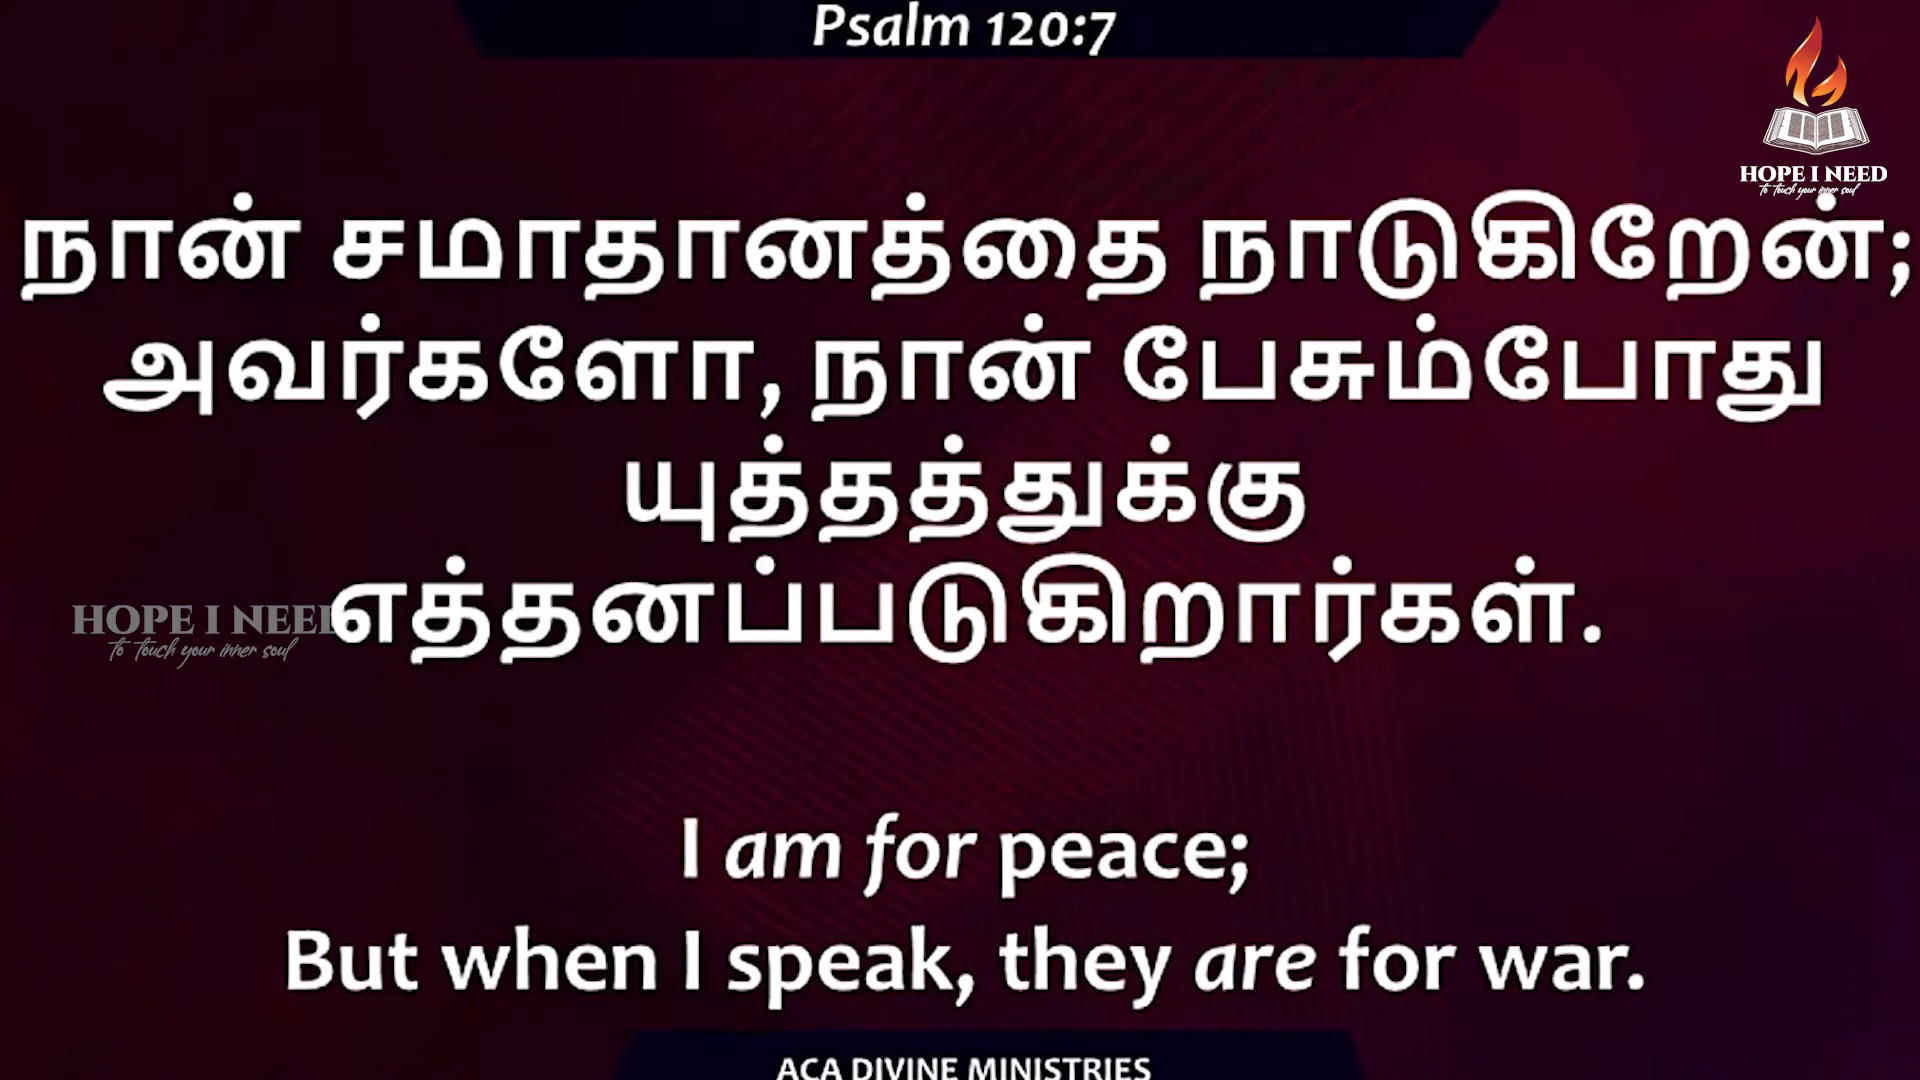 Psalm 120:7
HOPE I NEED
to touch your inner soul
நான் சமாதானத்தை நாடுகிறேன்;
அவர்களோ, நான் பேசும்போது
யுத்தத்துக்கு
எத்தனப்படுகிறார்கள்.
HOPE I NEED
to touch your inner soul
I am for peace;
But when I speak, they are for war.
ACA DIVINE MINISTRIES